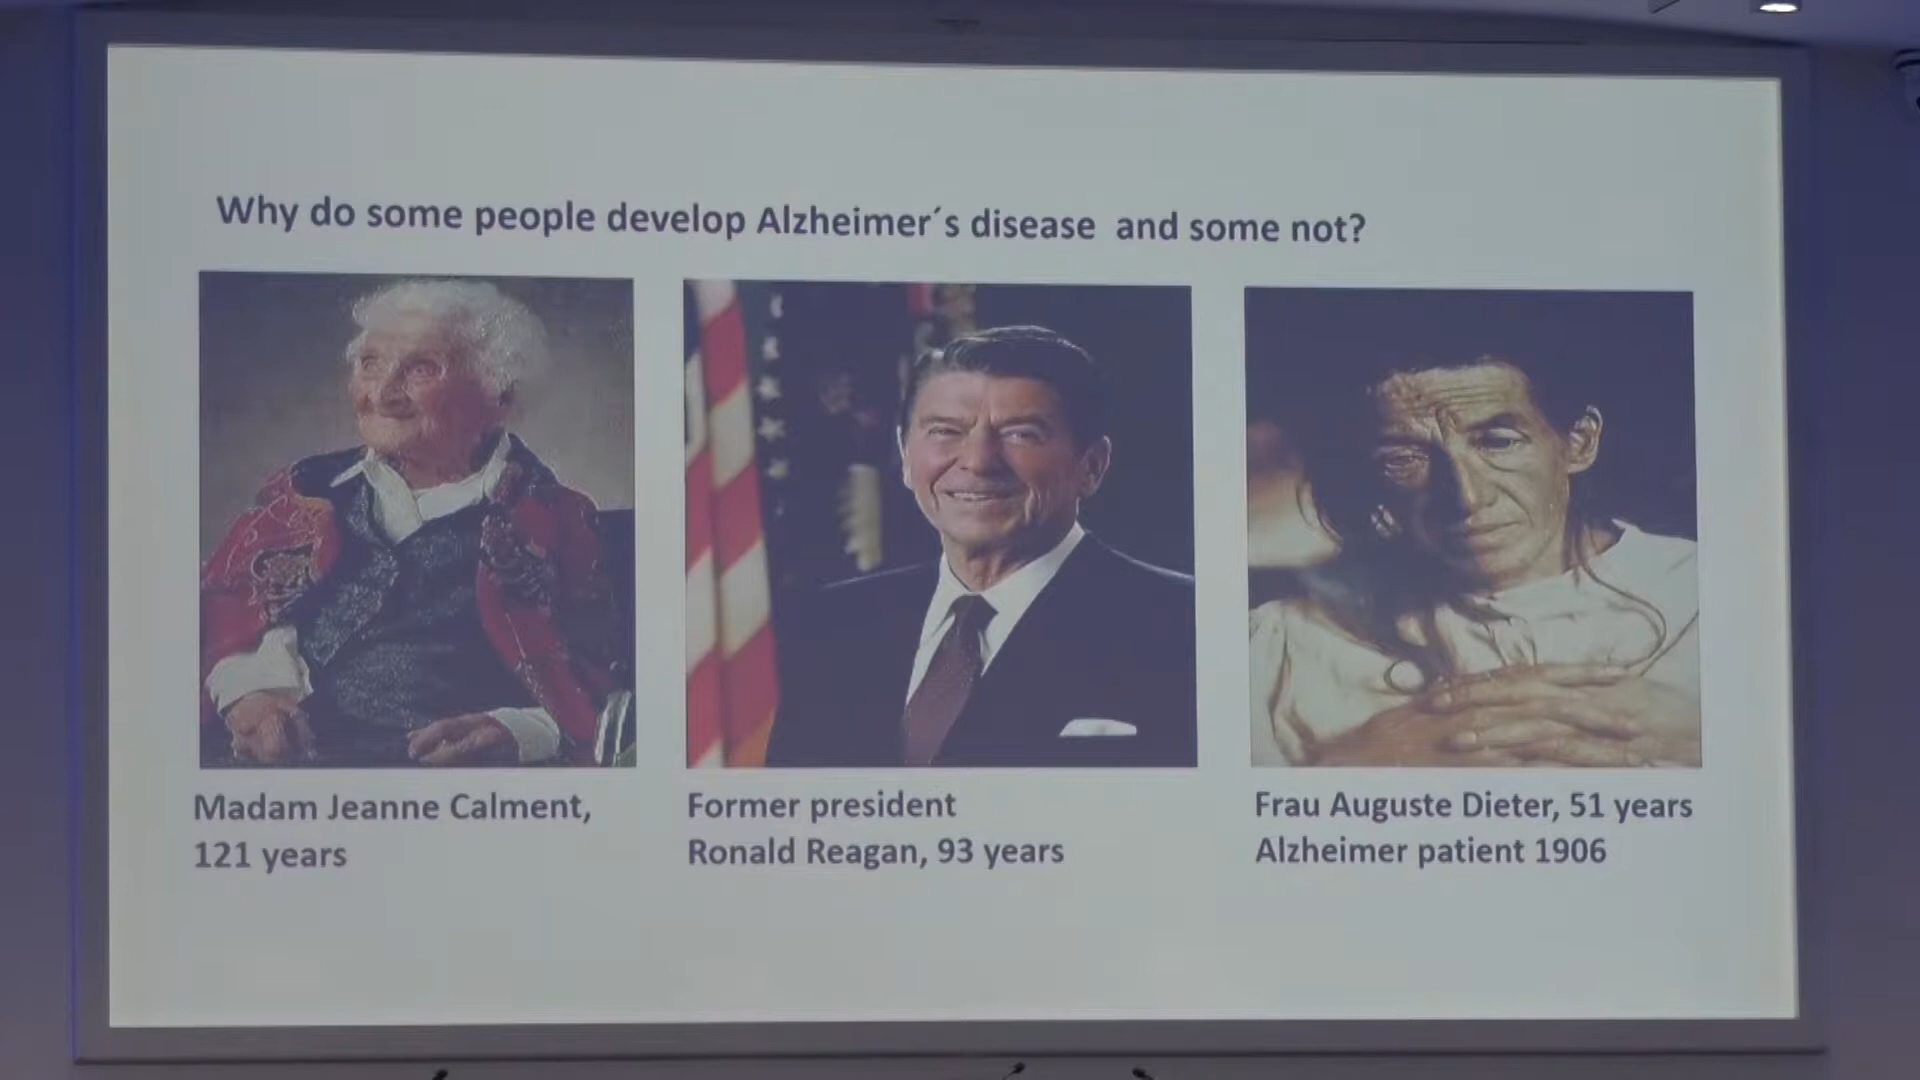 Why do some people develop Alzheimer´s disease and some not?
Madam Jeanne Calment,
121 years
Former president
Ronald Reagan, 93 years
Frau Auguste Dieter, 51 years
Alzheimer patient 1906